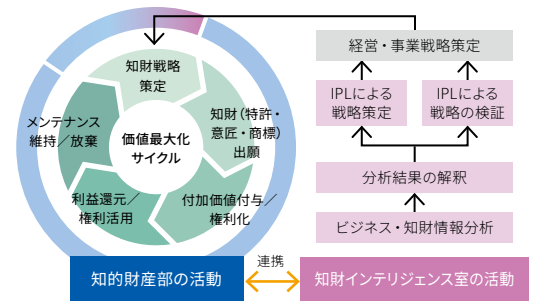 知財戦略
策定
知財（特許・
意匠・商標）
出願
付加価値付与／
権利化
利益還元／
権利活用
メンテナンス
維持／放棄
価値最大化
サイクル
知的財産部の活動
連携
経営・事業戦略策定
IPLによる
戦略策定
IPLによる
戦略の検証
分析結果の解釈
ビジネス・知財情報分析
知財インテリジェンス室の活動